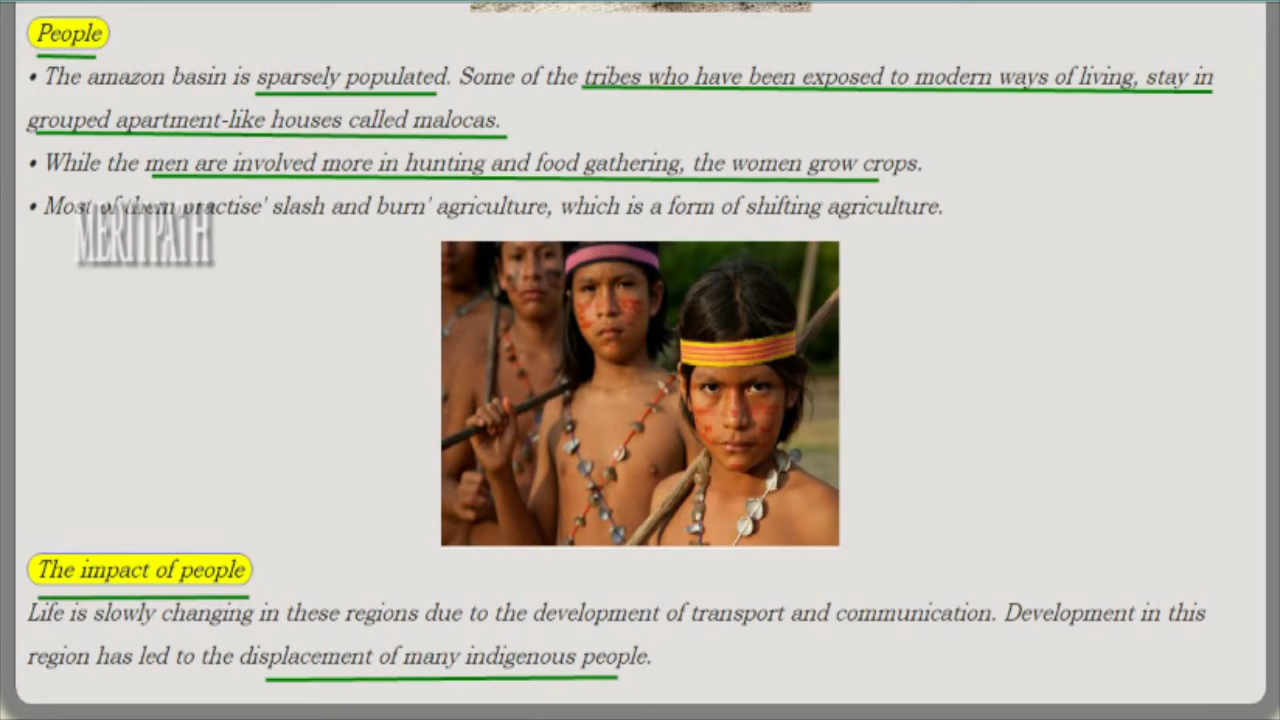 People
• The amazon basin is sparsely populated. Some of the tribes who have been exposed to modern ways of living, stay in
grouped apartment-like houses called malocas.
• While the men are involved more in hunting and food gathering, the women grow crops.
• Most of them practise' slash and burn' agriculture, which is a form of shifting agriculture.
MERITPATH
The impact of people
Life is slowly changing in these regions due to the development of transport and communication. Development in this
region has led to the displacement of many indigenous people.